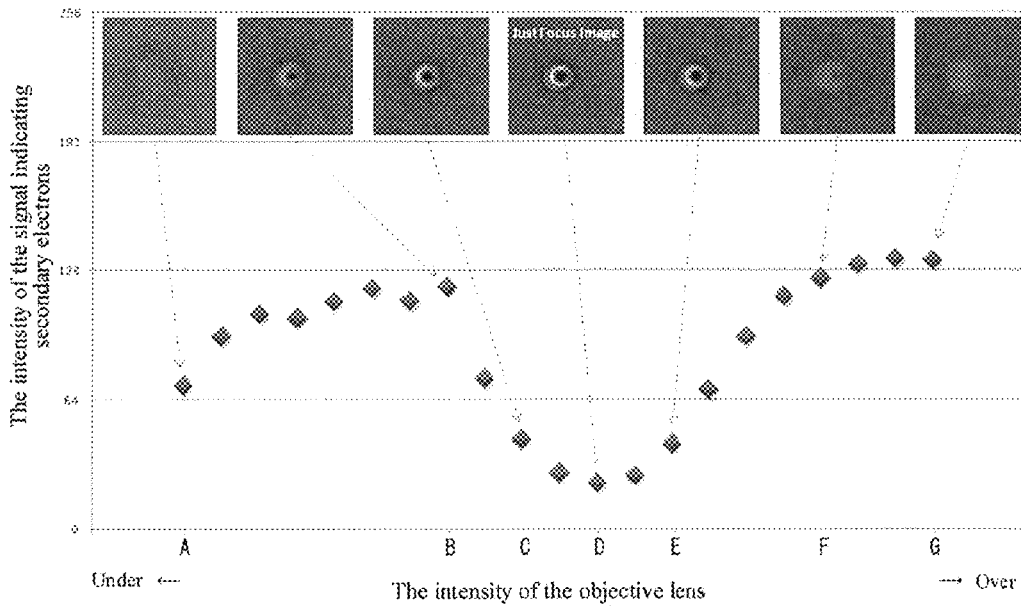 256
Just Focus Image
192
The intensity of the signal indicating
secondary electrons
128
64
0
A B C D E F G
Under ← → Over
The intensity of the objective lens